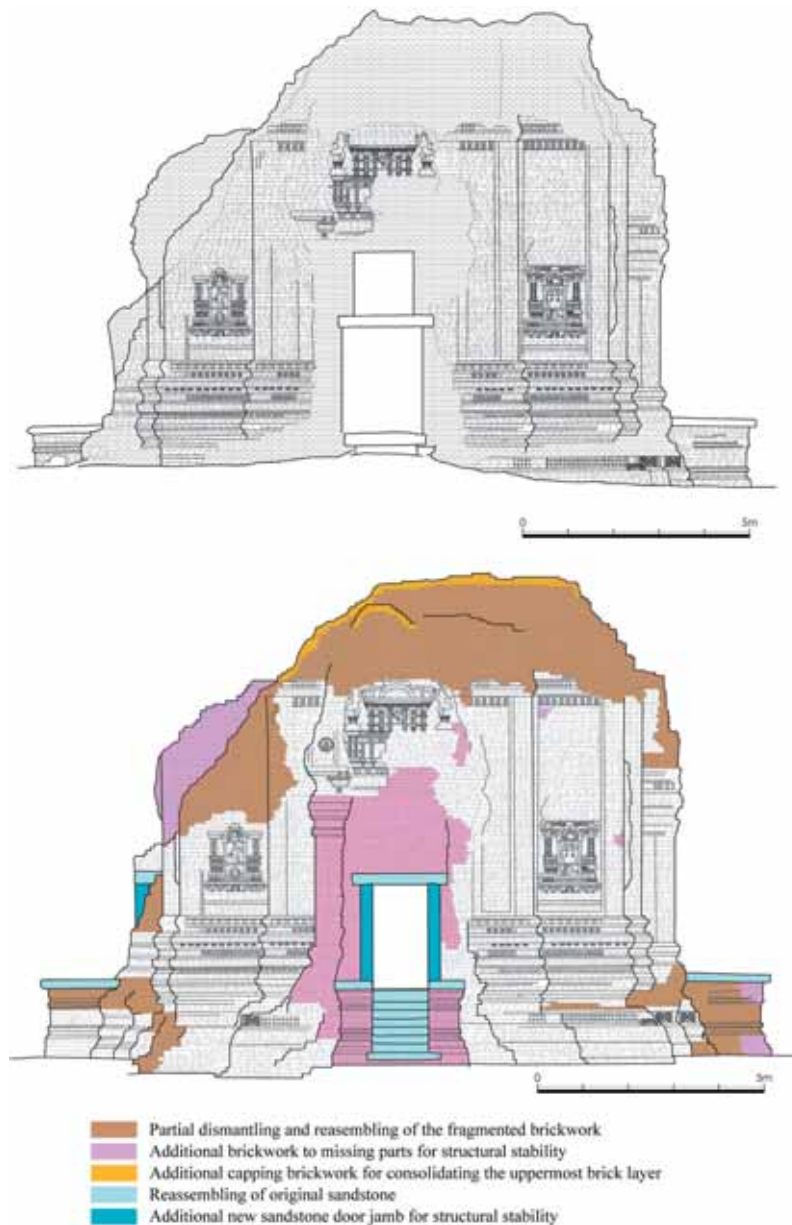 0 5m
0 5m
Partial dismantling and reasembling of the fragmented brickwork
Additional brickwork to missing parts for structural stability
Additional capping brickwork for consolidating the uppermost brick layer
Reassembling of original sandstone
Additional new sandstone door jamb for structural stability